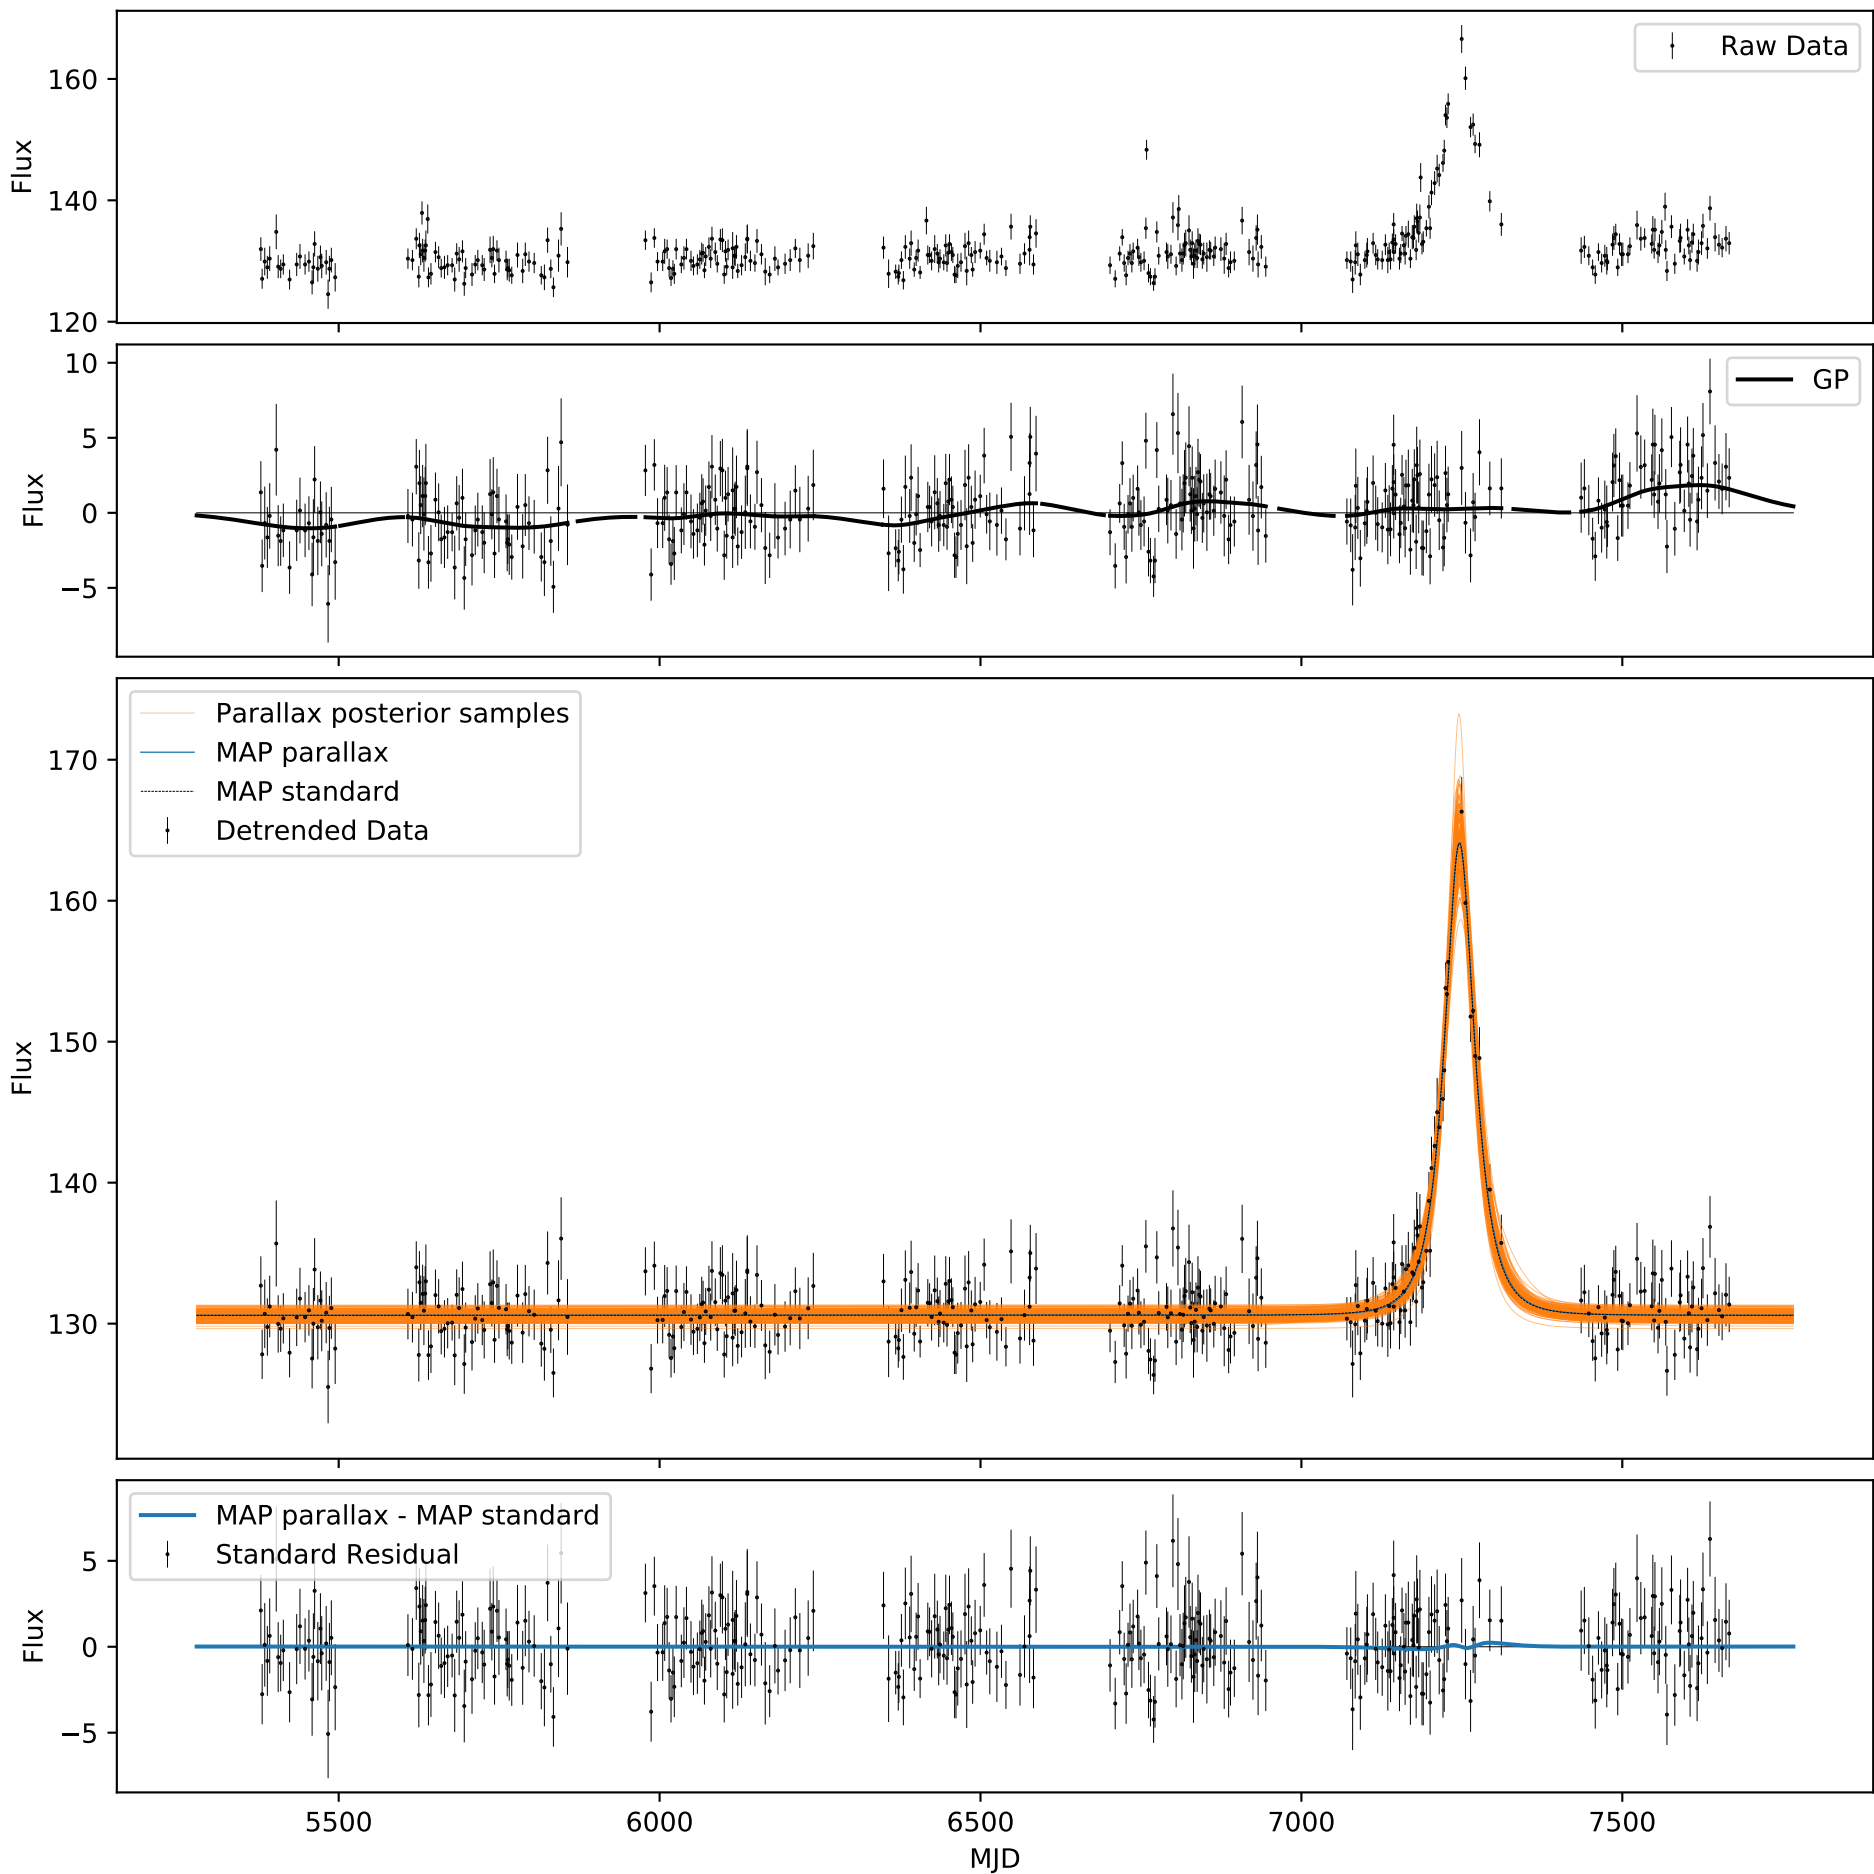 Raw Data
160
140
120
Flux
GP
10
5
0
−5
Flux
Parallax posterior samples
MAP parallax
MAP standard
Detrended Data
170
160
150
140
130
Flux
MAP parallax - MAP standard
Standard Residual
5
0
−5
Flux
5500
6000
6500
7000
7500
MJD